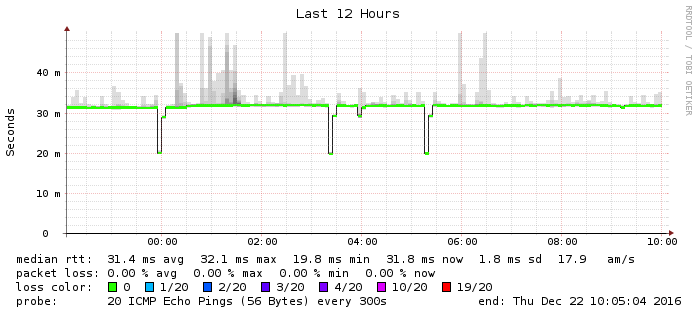 Last 12 Hours
RRDTOOL / TOBI OETIKER
Seconds
40 m
30 m
20 m
10 m
0
00:00 02:00 04:00 06:00 08:00 10:00
median rtt: 31.4 ms avg 32.1 ms max 19.8 ms min 31.8 ms now 1.8 ms sd 17.9 am/s
packet loss: 0.00 % avg 0.00 % max 0.00 % min 0.00 % now
loss color: 0 1/20 2/20 3/20 4/20 10/20 19/20
probe: 20 ICMP Echo Pings (56 Bytes) every 300s end: Thu Dec 22 10:05:04 2016